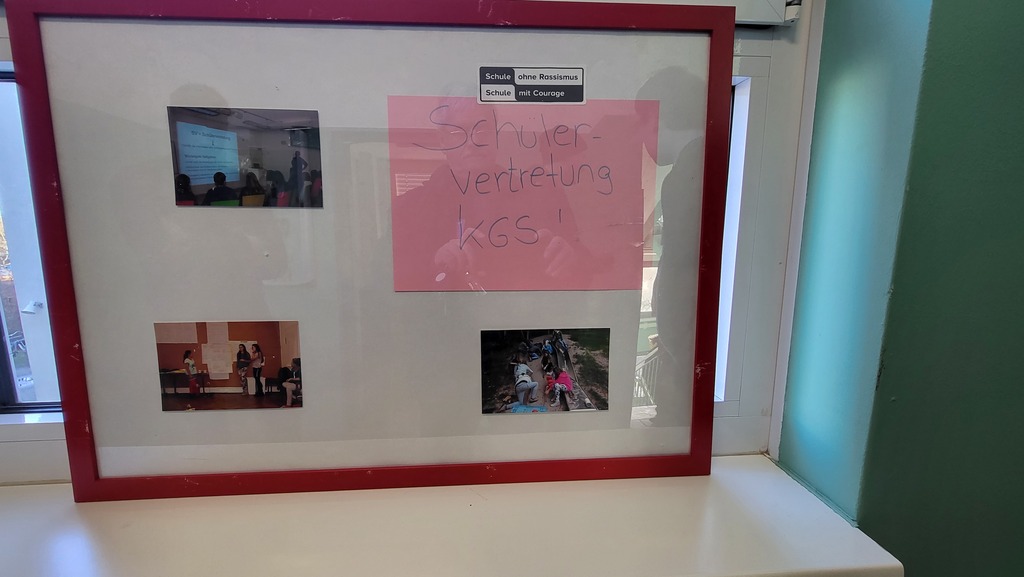 Schule ohne Rassismus
Schule mit Courage
Schüler-
vertretung
KGS!